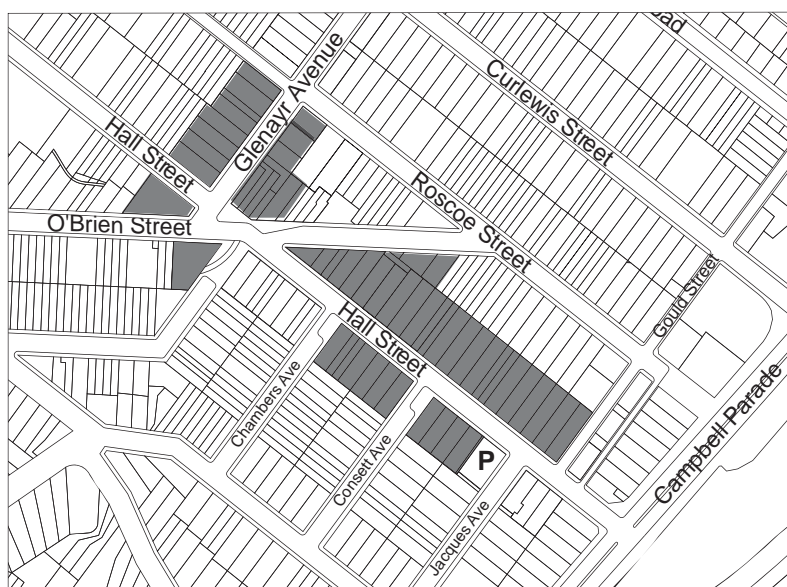 oad
Glenayr Avenue
Curlewis Street
Hall Street
O'Brien Street
Roscoe Street
Gould Street
Hall Street
Chambers Ave
Campbell Parade
Consett Ave
P
Jacques Ave